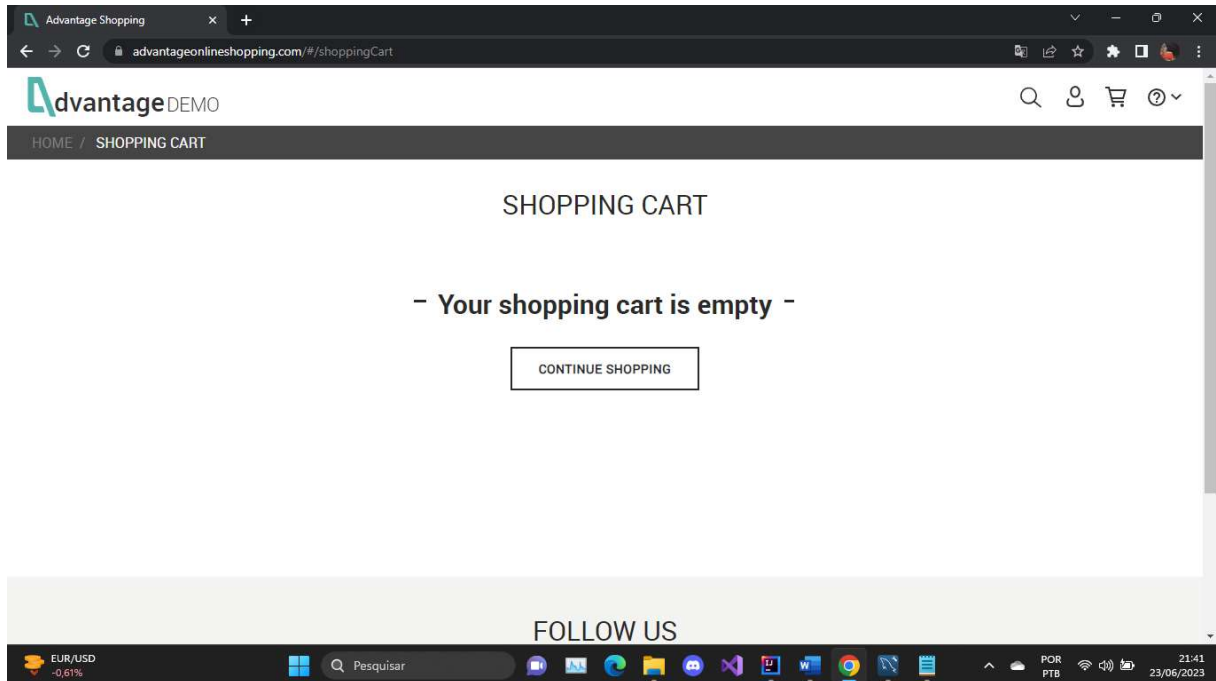 Advantage Shopping
advantageonlineshopping.com/#/shoppingCart
dvantage DEMO
HOME / SHOPPING CART
SHOPPING CART
- Your shopping cart is empty -
CONTINUE SHOPPING
FOLLOW US
EUR/USD
-0,61%
Pesquisar
POR
PTB
21:41
23/06/2023